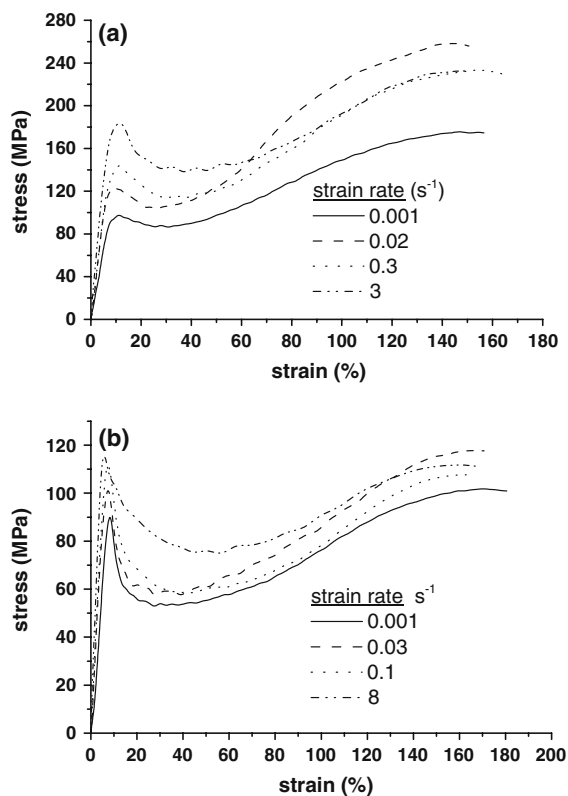 (a)
280
240
200
160
120
80
40
0
stress (MPa)
strain rate (s-1)
0.001
0.02
0.3
3
0 20 40 60 80 100 120 140 160 180
strain (%)
(b)
120
100
80
60
40
20
0
stress (MPa)
strain rate s-1
0.001
0.03
0.1
8
0 20 40 60 80 100 120 140 160 180 200
strain (%)